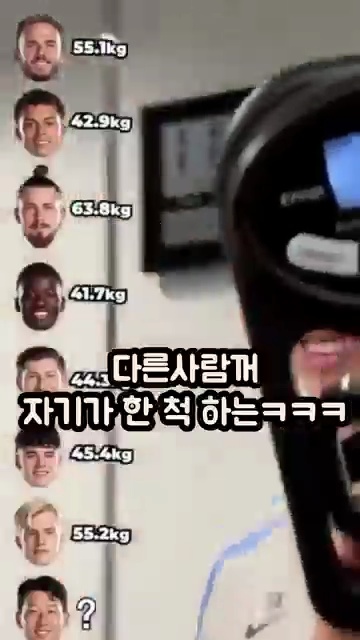 55.1kg
42.9kg
63.8kg
41.7kg
다른사람꺼
자기가 한 척 하는ㅋㅋㅋ
45.4kg
55.2kg
?